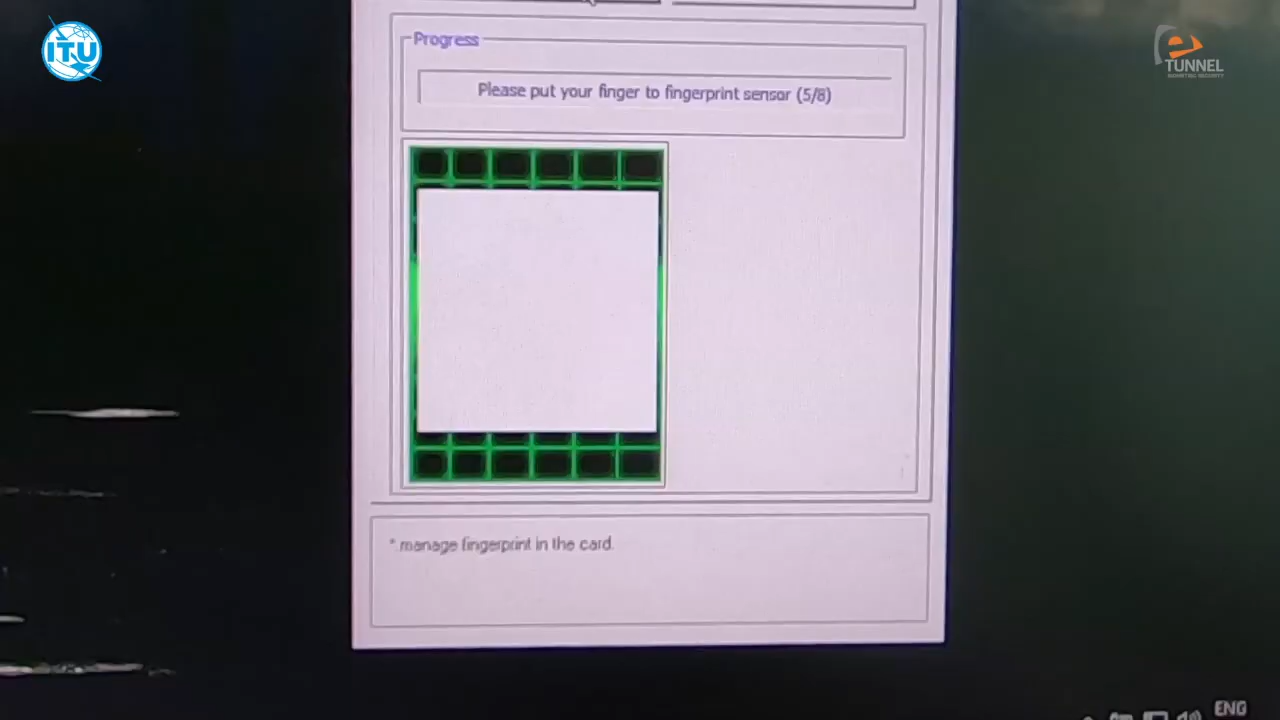 ITU
e
TUNNEL
Progress
Please put your finger to fingerprint sensor (5/8)
* manage fingerprint in the card.
ENG